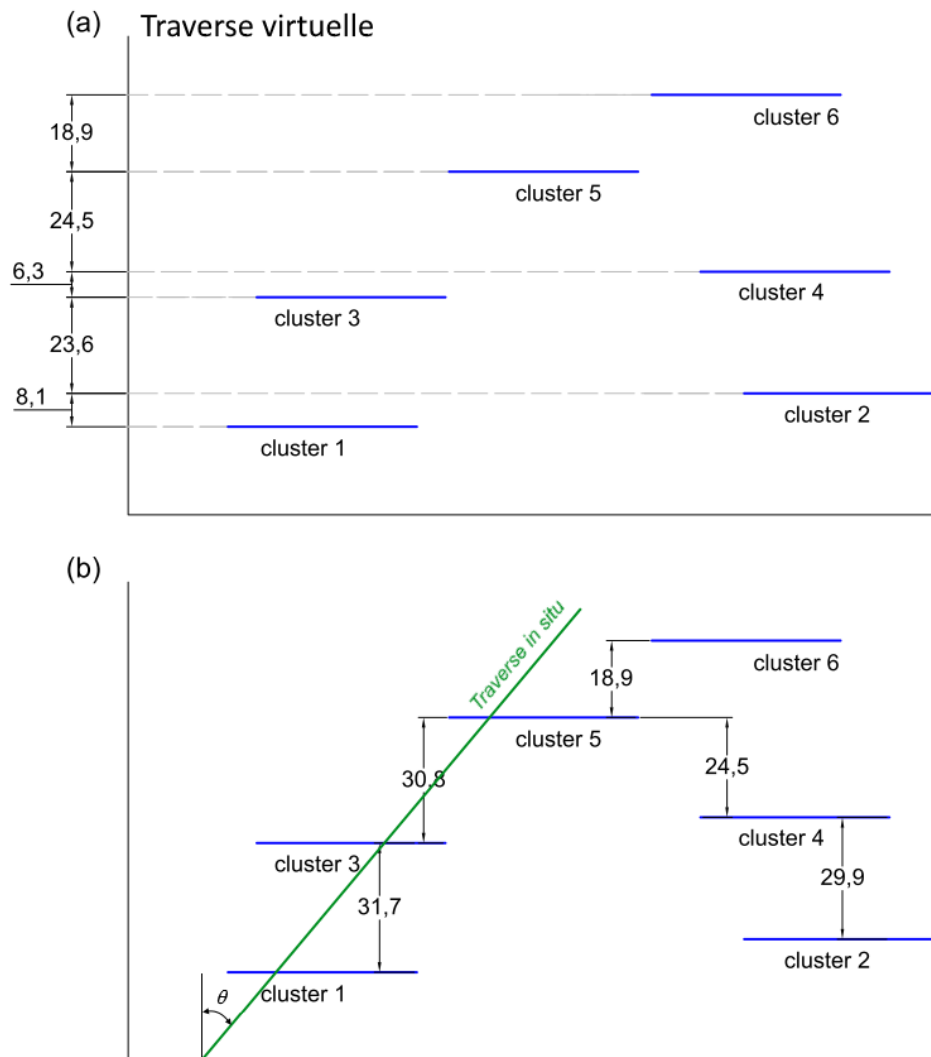 (a) Traverse virtuelle
cluster 6
18,9
cluster 5
24,5
6,3
cluster 4
cluster 3
23,6
8,1
cluster 2
cluster 1
(b)
Traverse in situ
cluster 6
18,9
cluster 5
30,8
24,5
cluster 4
cluster 3
29,9
31,7
cluster 2
cluster 1
θ